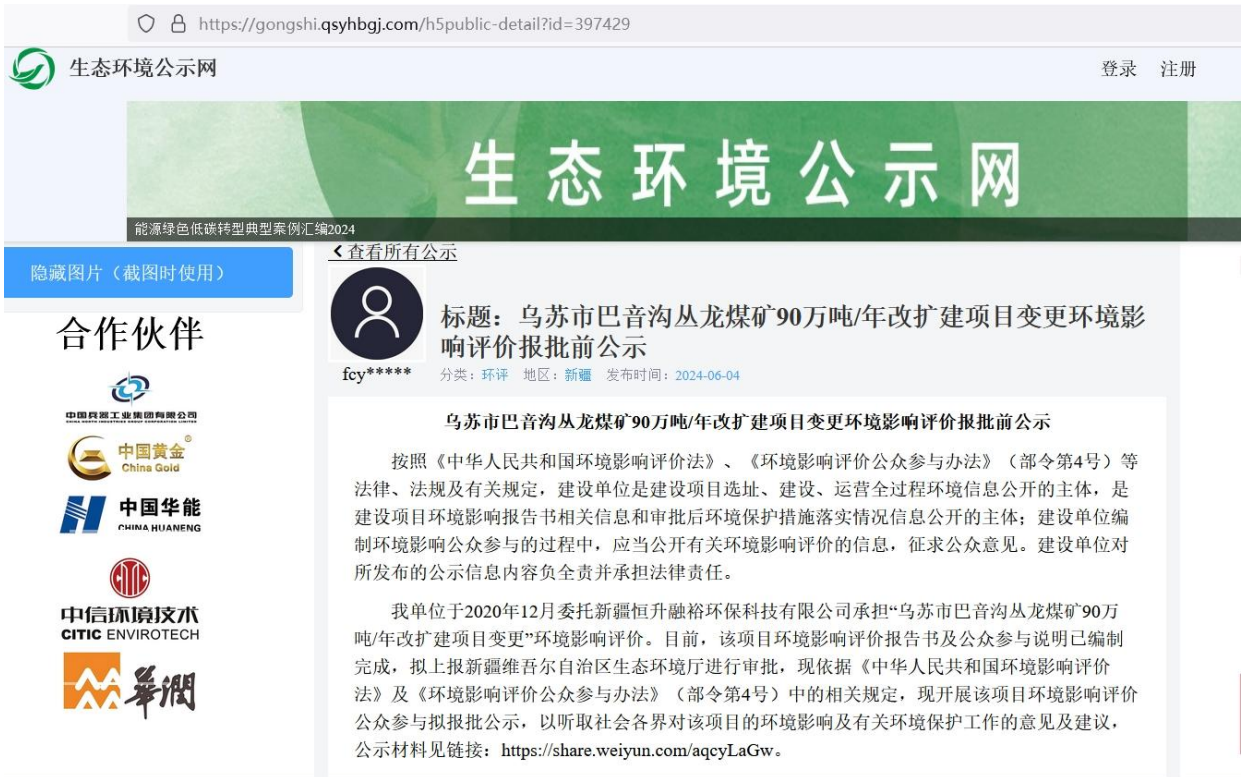 https://gongshi.qsyhbgj.com/h5public-detail?id=397429
生态环境公示网
登录 注册
生态环境公示网
能源绿色低碳转型典型案例汇编2024
查看所有公示
隐藏图片（截图时使用）
合作伙伴
中国兵器工业集团有限公司
CHINA NORTH INDUSTRIES GROUP CORPORATION LIMITED
中国黄金
China Gold
中国华能
CHINA HUANENG
中信环境技术
CITIC ENVIROTECH
華潤
fcy*****
标题：乌苏市巴音沟丛龙煤矿90万吨/年改扩建项目变更环境影
响评价报批前公示
分类：环评 地区：新疆 发布时间：2024-06-04
乌苏市巴音沟丛龙煤矿90万吨/年改扩建项目变更环境影响评价报批前公示
按照《中华人民共和国环境影响评价法》、《环境影响评价公众参与办法》（部令第4号）等
法律、法规及有关规定，建设单位是建设项目选址、建设、运营全过程环境信息公开的主体，是
建设项目环境影响报告书相关信息和审批后环境保护措施落实情况信息公开的主体；建设单位编
制环境影响公众参与的过程中，应当公开有关环境影响评价的信息，征求公众意见。建设单位对
所发布的公示信息内容负全责并承担法律责任。
我单位于2020年12月委托新疆恒升融裕环保科技有限公司承担“乌苏市巴音沟丛龙煤矿90万
吨/年改扩建项目变更”环境影响评价。目前，该项目环境影响评价报告书及公众参与说明已编制
完成，拟上报新疆维吾尔自治区生态环境厅进行审批，现依据《中华人民共和国环境影响评价
法》及《环境影响评价公众参与办法》（部令第4号）中的相关规定，现开展该项目环境影响评价
公众参与拟报批公示，以听取社会各界对该项目的环境影响及有关环境保护工作的意见及建议，
公示材料见链接：https://share.weiyun.com/aqcyLaGw。